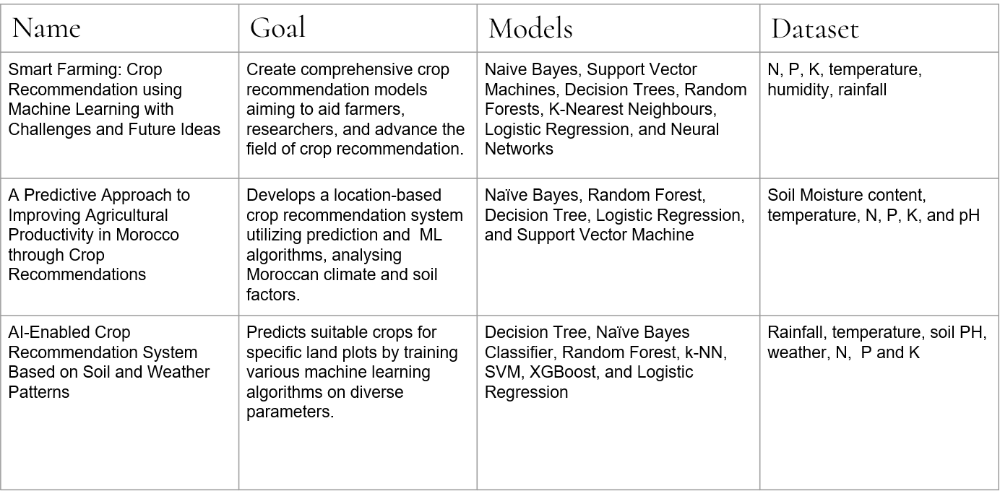 Name
Goal
Models
Dataset
Smart Farming: Crop
Recommendation using
Machine Learning with
Challenges and Future Ideas
Create comprehensive crop
recommendation models
aiming to aid farmers,
researchers, and advance the
field of crop recommendation.
Naive Bayes, Support Vector
Machines, Decision Trees, Random
Forests, K-Nearest Neighbours,
Logistic Regression, and Neural
Networks
N, P, K, temperature,
humidity, rainfall
A Predictive Approach to
Improving Agricultural
Productivity in Morocco
through Crop
Recommendations
Develops a location-based
crop recommendation system
utilizing prediction and  ML
algorithms, analysing
Moroccan climate and soil
factors.
Naïve Bayes, Random Forest,
Decision Tree, Logistic Regression,
and Support Vector Machine
Soil Moisture content,
temperature, N, P, K, and pH
AI-Enabled Crop
Recommendation System
Based on Soil and Weather
Patterns
Predicts suitable crops for
specific land plots by training
various machine learning
algorithms on diverse
parameters.
Decision Tree, Naïve Bayes
Classifier, Random Forest, k-NN,
SVM, XGBoost, and Logistic
Regression
Rainfall, temperature, soil PH,
weather, N,  P and K